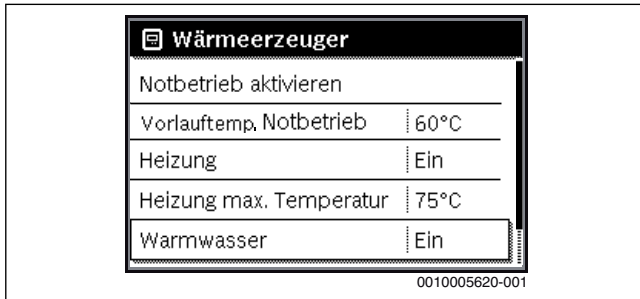 Wärmeerzeuger
Notbetrieb aktivieren
Vorlauftemp. Notbetrieb 60°C
Heizung Ein
Heizung max. Temperatur 75°C
Warmwasser Ein
0010005620-001